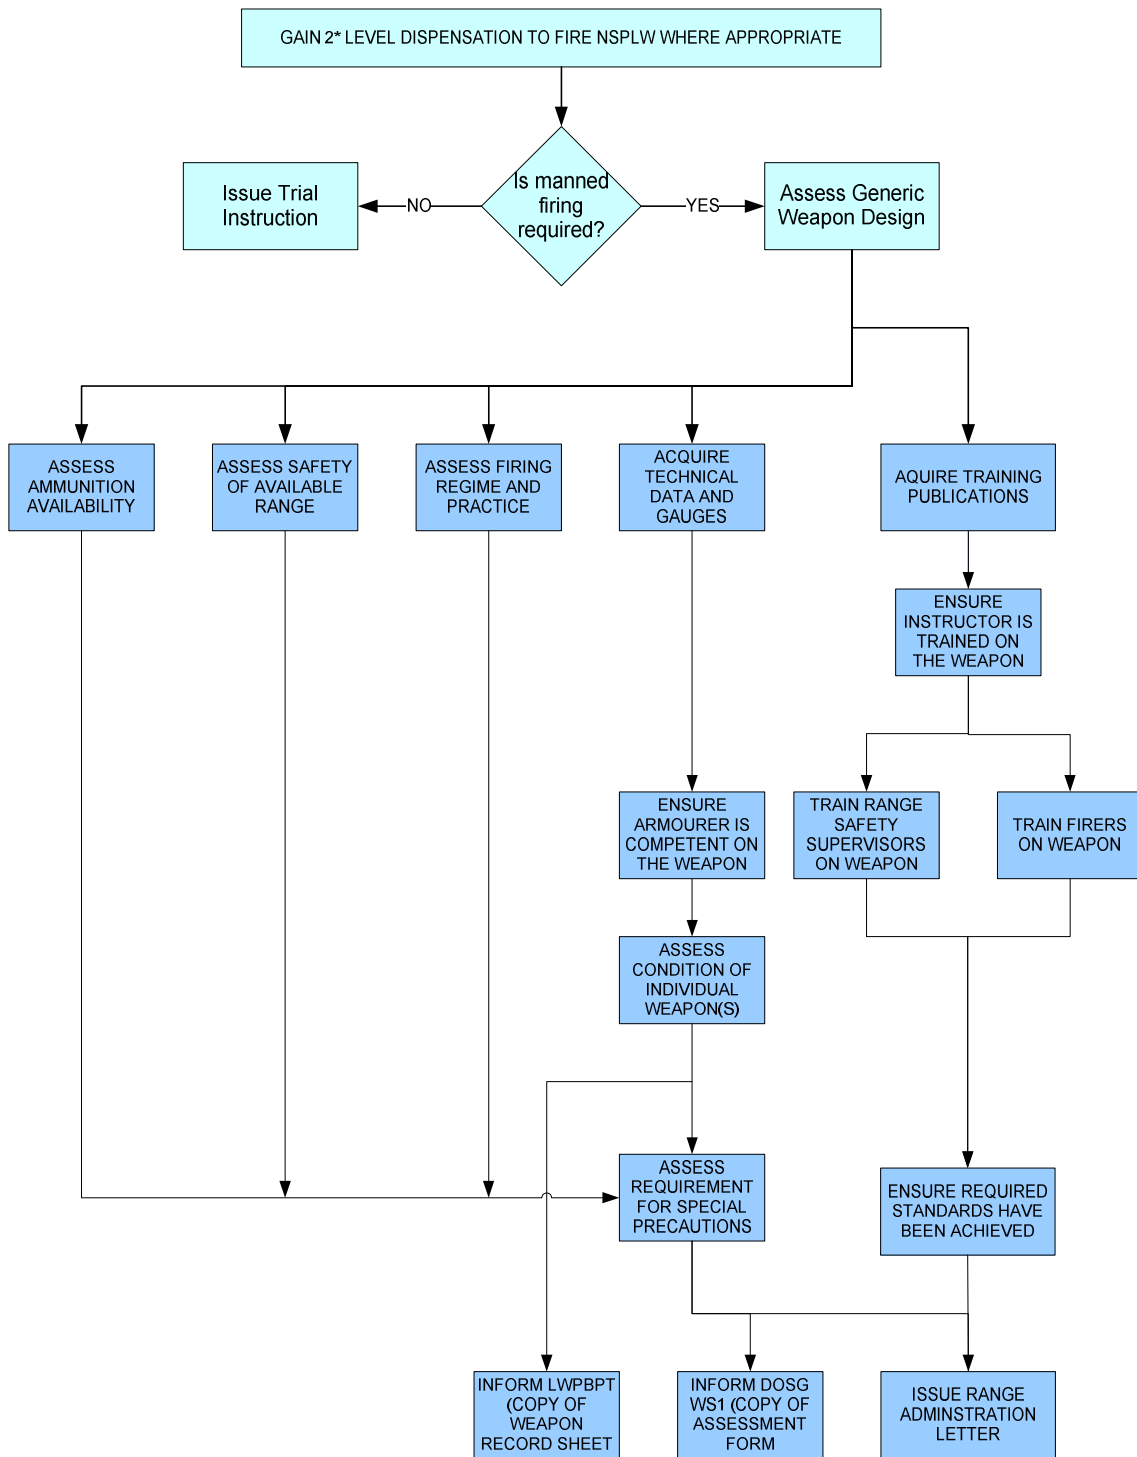 GAIN 2* LEVEL DISPENSATION TO FIRE NSPLW WHERE APPROPRIATE
Issue Trial
Instruction
NO
Is manned
firing
required?
YES
Assess Generic
Weapon Design
ASSESS
AMMUNITION
AVAILABILITY
ASSESS SAFETY
OF AVAILABLE
RANGE
ASSESS FIRING
REGIME AND
PRACTICE
ACQUIRE
TECHNICAL
DATA AND
GAUGES
AQUIRE TRAINING
PUBLICATIONS
ENSURE
INSTRUCTOR IS
TRAINED ON
THE WEAPON
ENSURE
ARMOURER IS
COMPETENT ON
THE WEAPON
TRAIN RANGE
SAFETY
SUPERVISORS
ON WEAPON
TRAIN FIRERS
ON WEAPON
ASSESS
CONDITION OF
INDIVIDUAL
WEAPON(S)
ASSESS
REQUIREMENT
FOR SPECIAL
PRECAUTIONS
ENSURE REQUIRED
STANDARDS HAVE
BEEN ACHIEVED
INFORM LWPBPT
(COPY OF
WEAPON
RECORD SHEET
INFORM DOSG
WS1 (COPY OF
ASSESSMENT
FORM
ISSUE RANGE
ADMINSTRATION
LETTER